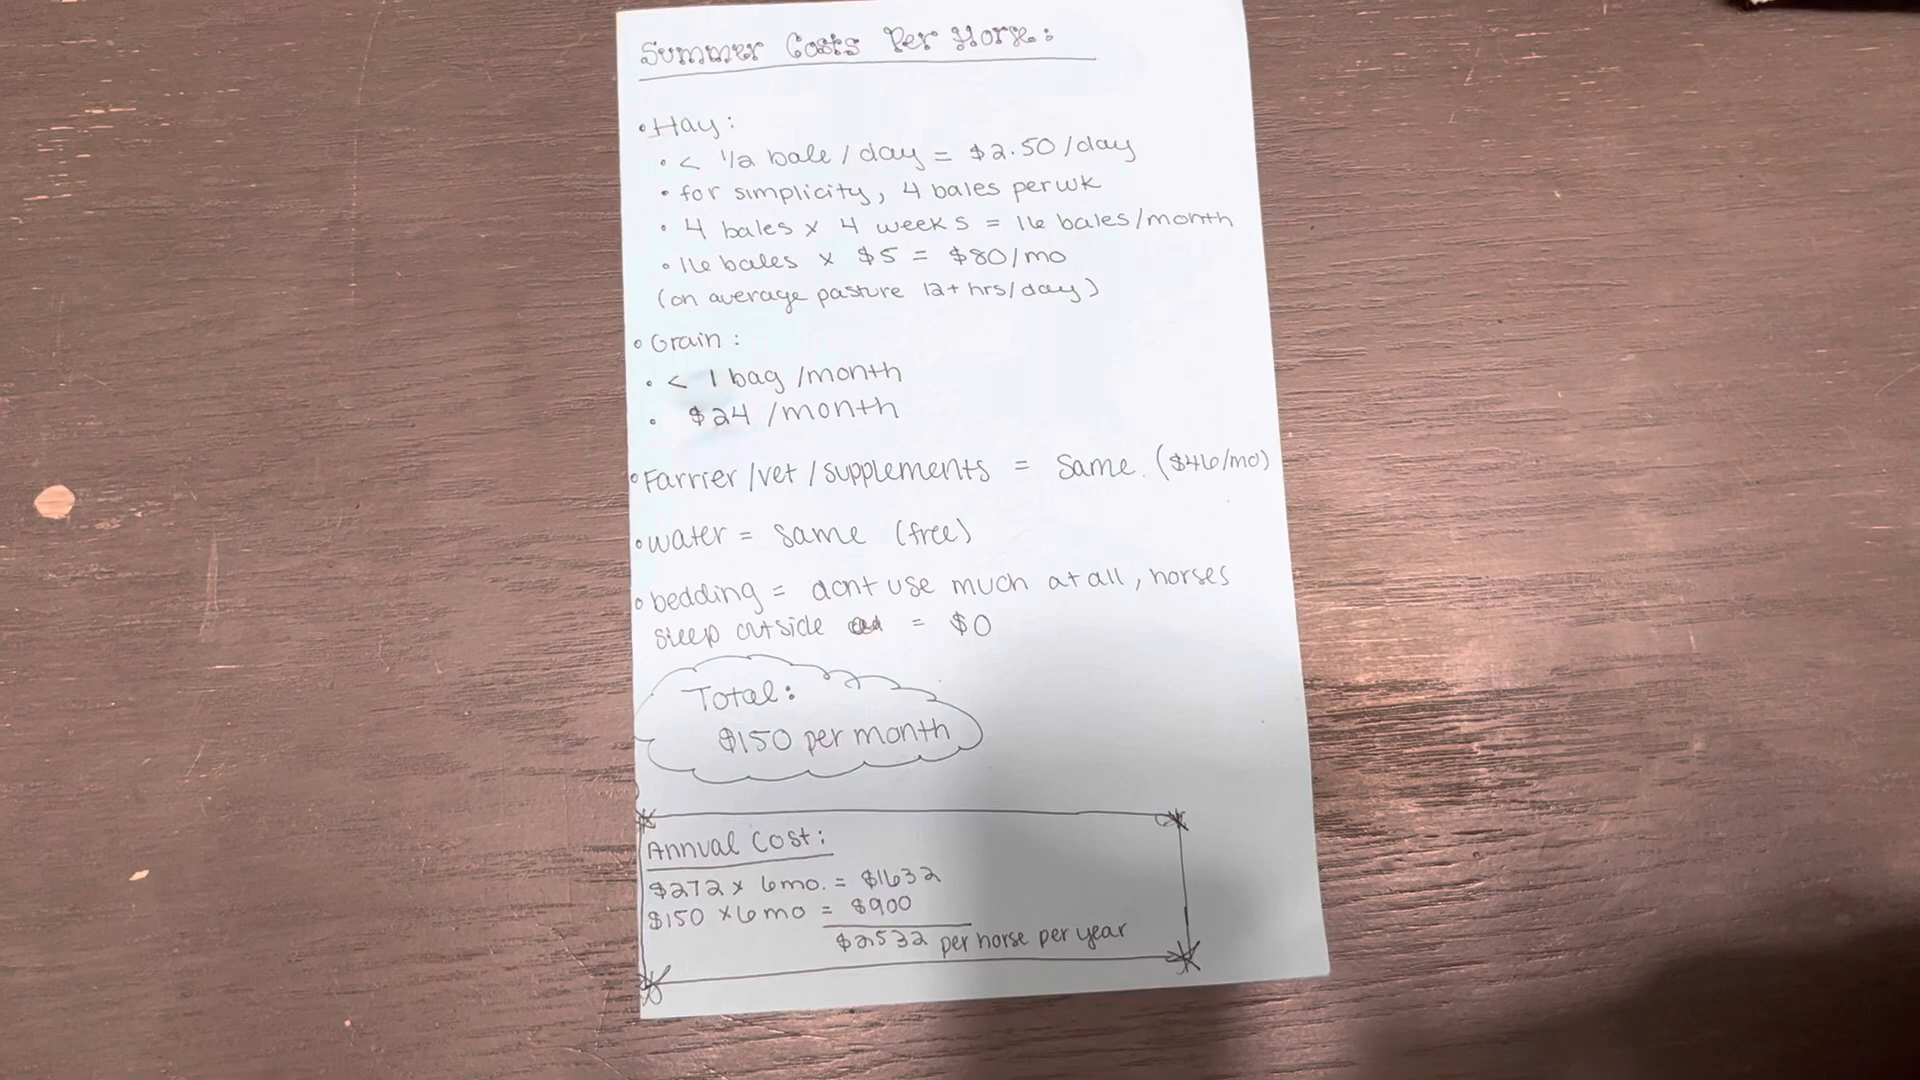 Summer Costs Per Horse:
• Hay:
• < 1/2 bale / day = $2.50 /day
• for simplicity, 4 bales per wk
• 4 bales x 4 weeks = 16 bales/month
• 16 bales x $5 = $80/mo
(on average pasture 12+ hrs/day)
• Grain:
• < 1 bag /month
• $24 /month
• Farrier /vet / supplements = same. ($46/mo)
• water = same (free)
• bedding = dont use much at all, horses
sleep outside = $0
Total:
$150 per month
Annual Cost:
$272 x 6 mo. = $1632
$150 x 6 mo = $900
$2532 per horse per year